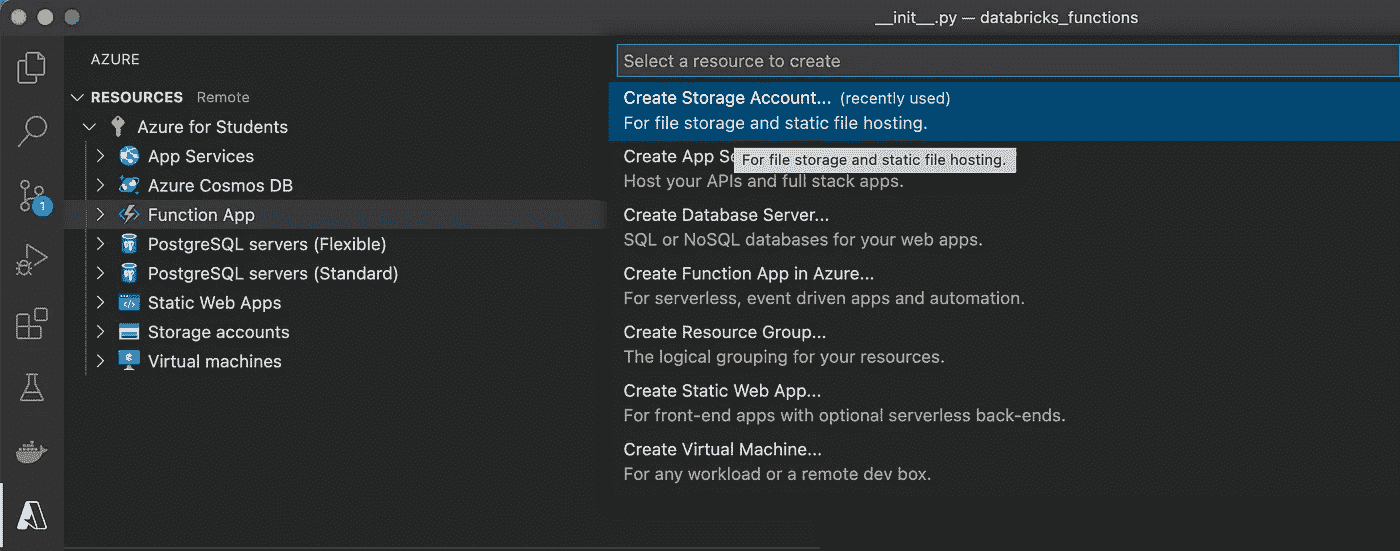 __init__.py — databricks_functions
AZURE
RESOURCES Remote
Azure for Students
App Services
Azure Cosmos DB
Function App
PostgreSQL servers (Flexible)
PostgreSQL servers (Standard)
Static Web Apps
Storage accounts
Virtual machines
1
Select a resource to create
Create Storage Account... (recently used)
For file storage and static file hosting.
Create App Se
For file storage and static file hosting.
Host your APIs and full stack apps.
Create Database Server...
SQL or NoSQL databases for your web apps.
Create Function App in Azure...
For serverless, event driven apps and automation.
Create Resource Group...
The logical grouping for your resources.
Create Static Web App...
For front-end apps with optional serverless back-ends.
Create Virtual Machine...
For any workload or a remote dev box.